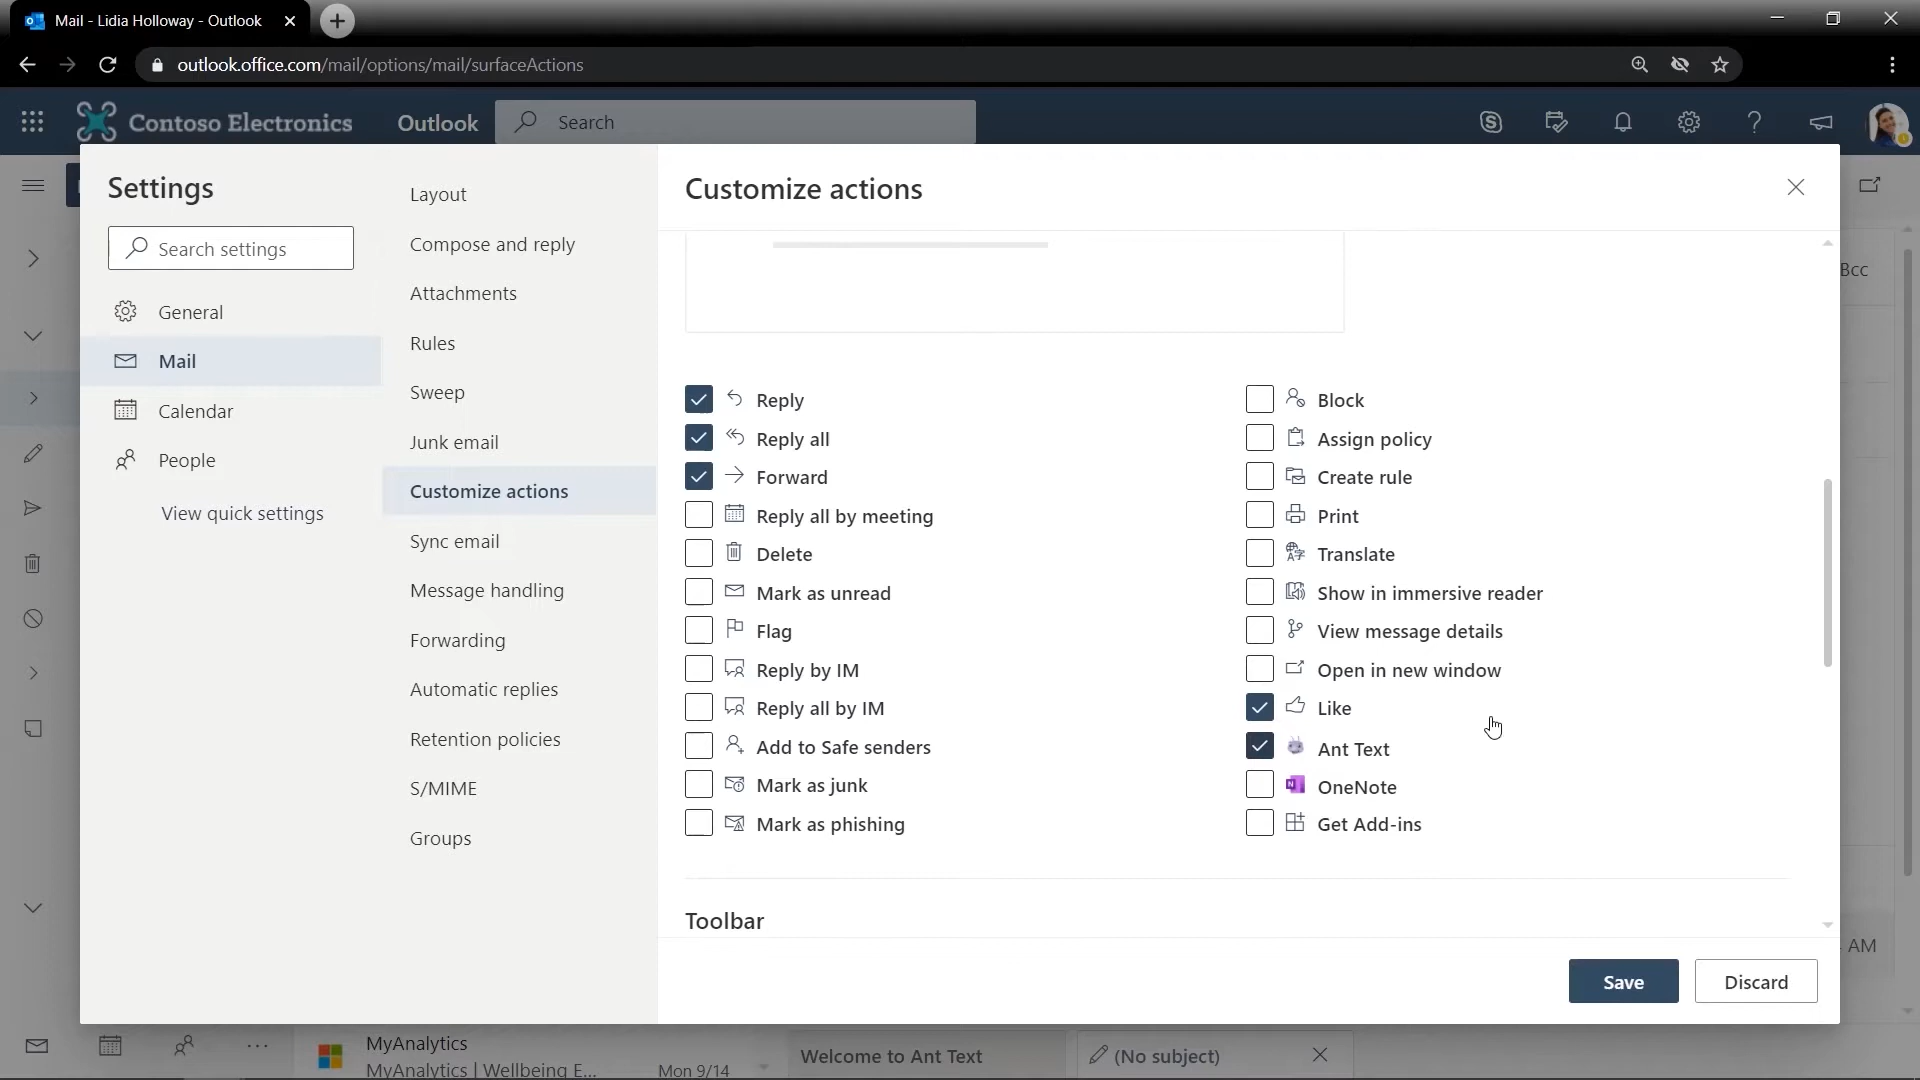 Mail - Lidia Holloway - Outlook
outlook.office.com/mail/options/mail/surfaceActions
Contoso Electronics
Outlook
Search
Settings
Search settings
General
Mail
Calendar
People
View quick settings
Layout
Compose and reply
Attachments
Rules
Sweep
Junk email
Customize actions
Sync email
Message handling
Forwarding
Automatic replies
Retention policies
S/MIME
Groups
Customize actions
Reply
Reply all
Forward
Reply all by meeting
Delete
Mark as unread
Flag
Reply by IM
Reply all by IM
Add to Safe senders
Mark as junk
Mark as phishing
Block
Assign policy
Create rule
Print
Translate
Show in immersive reader
View message details
Open in new window
Like
Ant Text
OneNote
Get Add-ins
Toolbar
Save
Discard
Bcc
AM
MyAnalytics
MyAnalytics | Wellbeing E...
Mon 9/14
Welcome to Ant Text
(No subject)